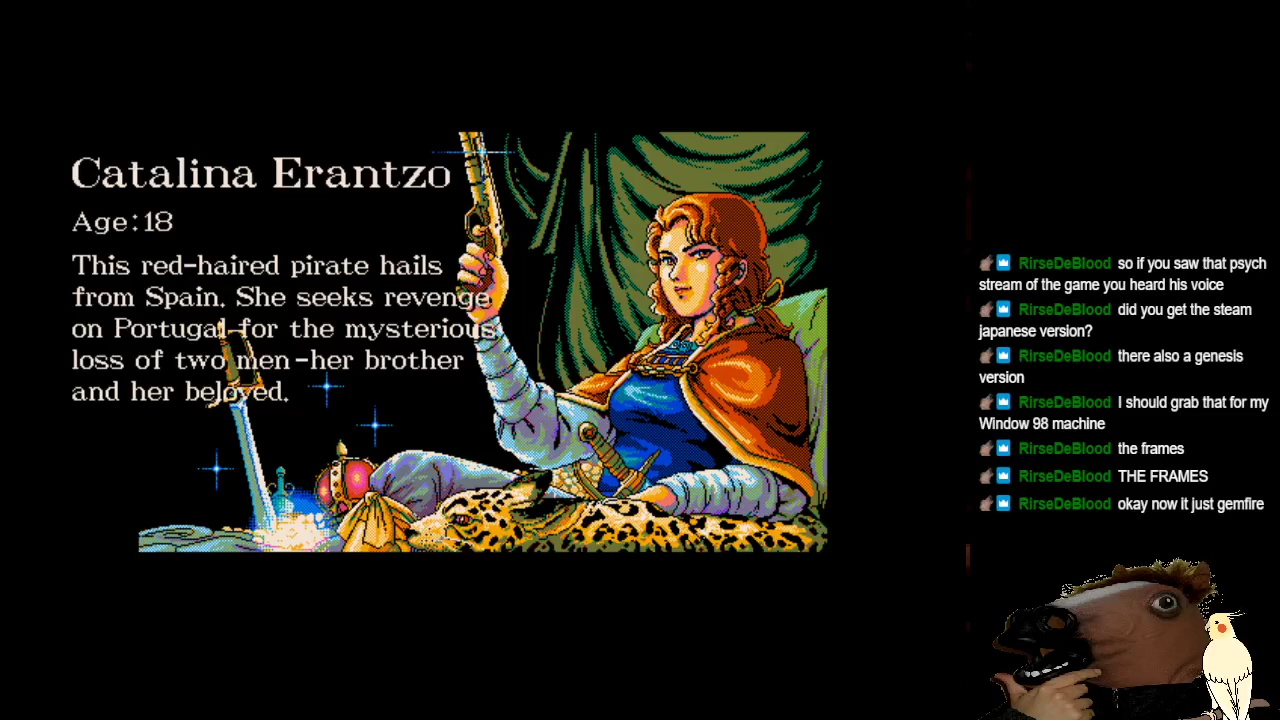 Catalina Erantzo
Age:18
This red-haired pirate hails
from Spain. She seeks revenge
on Portugal for the mysterious
loss of two men-her brother
and her beloved.
RirseDeBlood so if you saw that psych
stream of the game you heard his voice
RirseDeBlood did you get the steam
japanese version?
RirseDeBlood there also a genesis
version
RirseDeBlood I should grab that for my
Window 98 machine
RirseDeBlood the frames
RirseDeBlood THE FRAMES
RirseDeBlood okay now it just gemfire